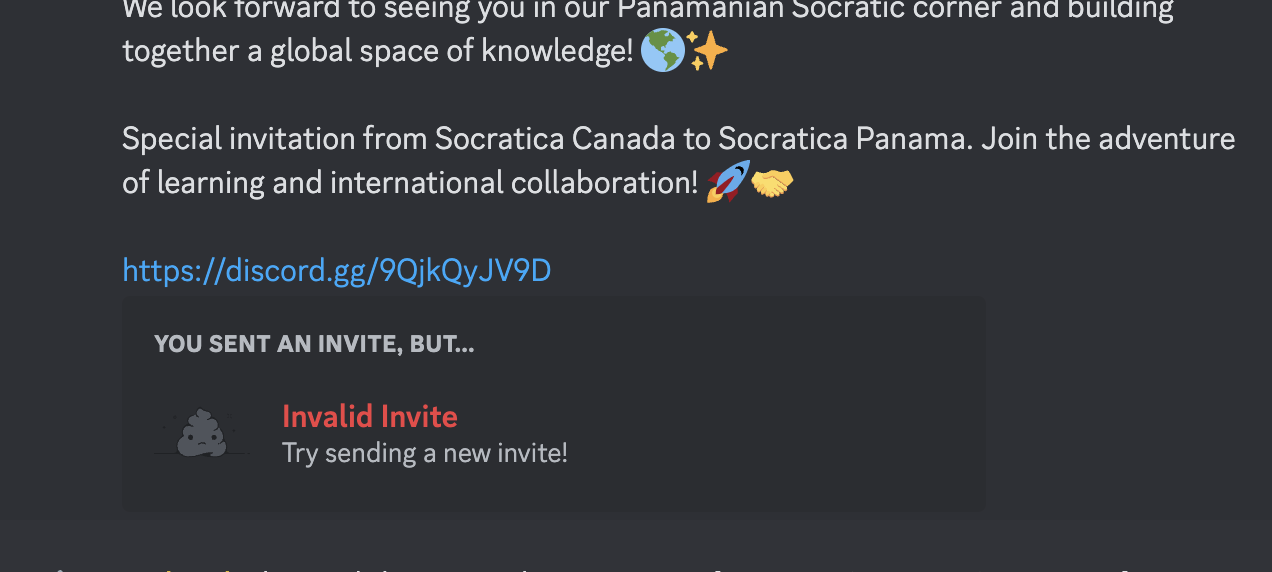 We look forward to seeing you in our Panamanian Socratic corner and building
together a global space of knowledge! 🌎✨
Special invitation from Socratica Canada to Socratica Panama. Join the adventure
of learning and international collaboration! 🚀🤝
https://discord.gg/9QjkQyJV9D
YOU SENT AN INVITE, BUT...
Invalid Invite
Try sending a new invite!